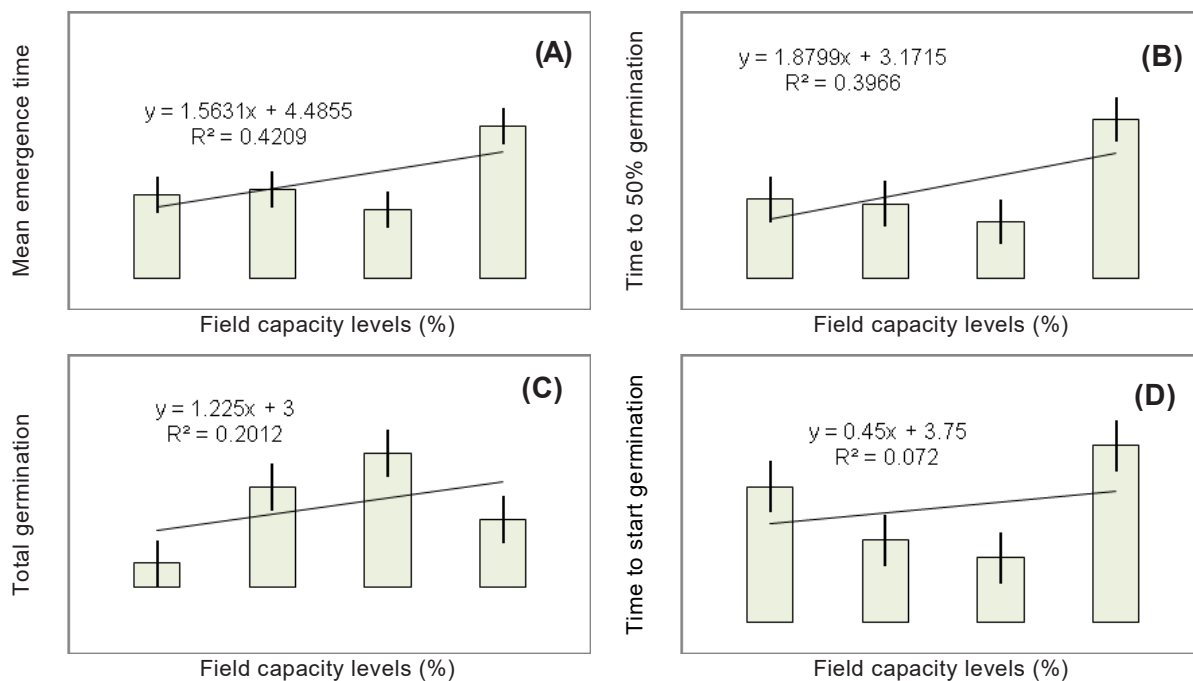 (A)
y = 1.5631x + 4.4855
R² = 0.4209
Mean emergence time
Field capacity levels (%)
(B)
y = 1.8799x + 3.1715
R² = 0.3966
Time to 50% germination
Field capacity levels (%)
(C)
y = 1.225x + 3
R² = 0.2012
Total germination
Field capacity levels (%)
(D)
y = 0.45x + 3.75
R² = 0.072
Time to start germination
Field capacity levels (%)